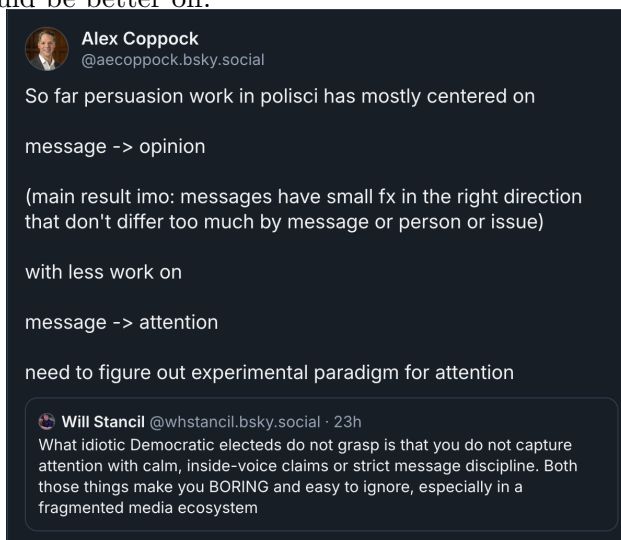 would be better off.
Alex Coppock
@aecoppock.bsky.social
So far persuasion work in polisci has mostly centered on
message -> opinion
(main result imo: messages have small fx in the right direction
that don't differ too much by message or person or issue)
with less work on
message -> attention
need to figure out experimental paradigm for attention
Will Stancil @whstancil.bsky.social · 23h
What idiotic Democratic electeds do not grasp is that you do not capture
attention with calm, inside-voice claims or strict message discipline. Both
those things make you BORING and easy to ignore, especially in a
fragmented media ecosystem